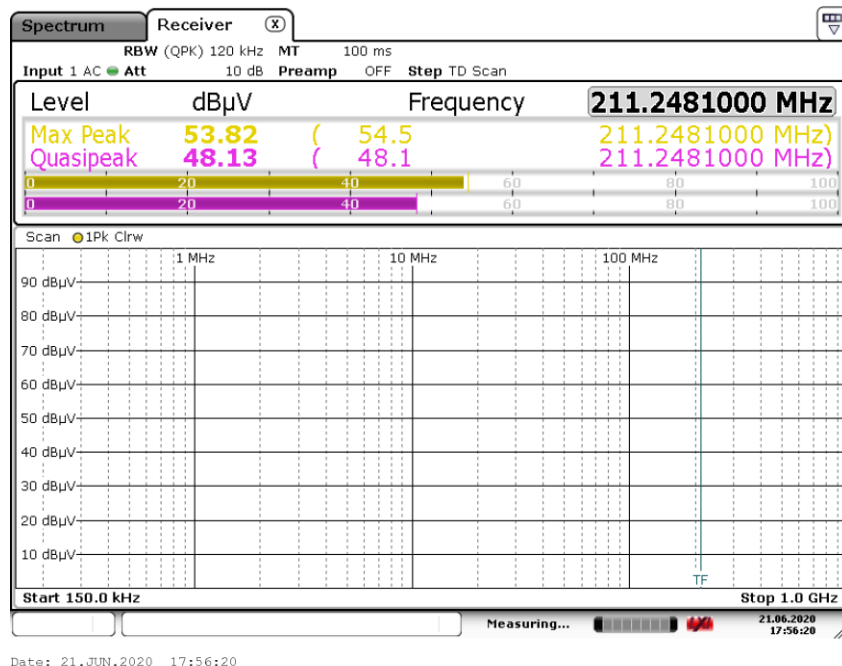 Spectrum Receiver X
RBW (QPK) 120 kHz MT 100 ms
Input 1 AC Att 10 dB Preamp OFF Step TD Scan
Level dBµV Frequency 211.2481000 MHz
Max Peak 53.82 ( 54.5 211.2481000 MHz)
Quasipeak 48.13 ( 48.1 211.2481000 MHz)
0 20 40 60 80 100
0 20 40 60 80 100
Scan 1Pk Clrw
1 MHz 10 MHz 100 MHz
90 dBµV
80 dBµV
70 dBµV
60 dBµV
50 dBµV
40 dBµV
30 dBµV
20 dBµV
10 dBµV
TF
Start 150.0 kHz Stop 1.0 GHz
Measuring... 21.06.2020
17:56:20
Date: 21.JUN.2020 17:56:20